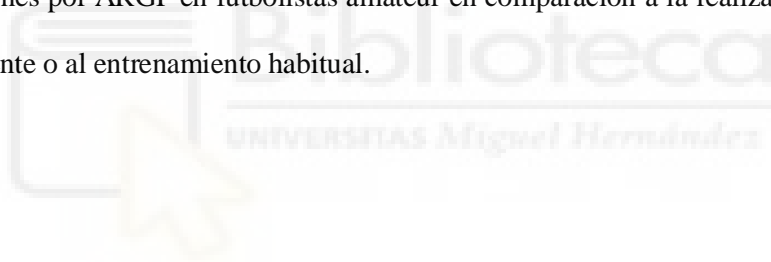 nes por ARGP en futbolistas amateur en comparación a la realiza
nte o al entrenamiento habitual.
Biblioteca
UNIVERSITAS Miguel Hernández